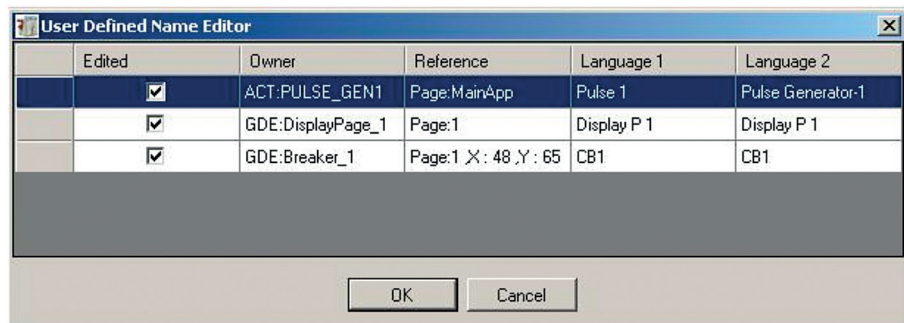 User Defined Name Editor
Edited Owner Reference Language 1 Language 2
ACT:PULSE_GEN1 Page:MainApp Pulse 1 Pulse Generator-1
GDE:DisplayPage_1 Page:1 Display P 1 Display P 1
GDE:Breaker_1 Page:1 ,X : 48 ,Y : 65 CB1 CB1
OK Cancel